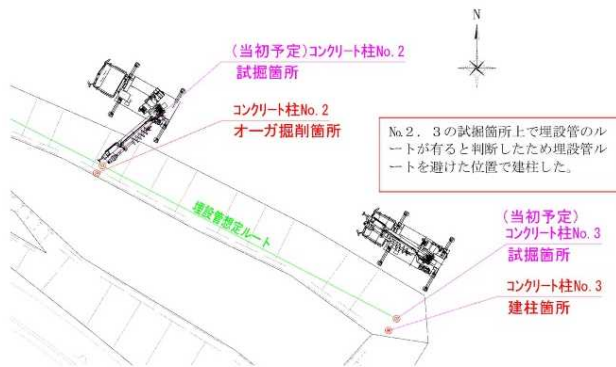 N
(当初予定)コンクリート柱No.2
試掘箇所
コンクリート柱No.2
オーガ掘削箇所
№2．3の試掘箇所上で埋設管のル
ートが有ると判断したため埋設管ル
ートを避けた位置で建柱した。
埋設管想定ルート
(当初予定)
コンクリート柱No.3
試掘箇所
コンクリート柱No.3
建柱箇所